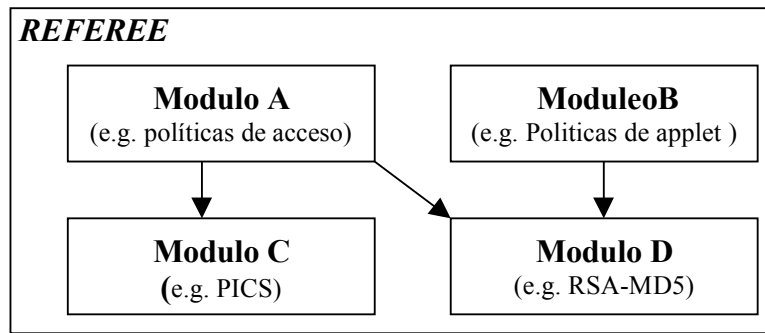 REFEREE
Modulo A
(e.g. políticas de acceso)
ModuleoB
(e.g. Politicas de applet )
Modulo C
(e.g. PICS)
Modulo D
(e.g. RSA-MD5)